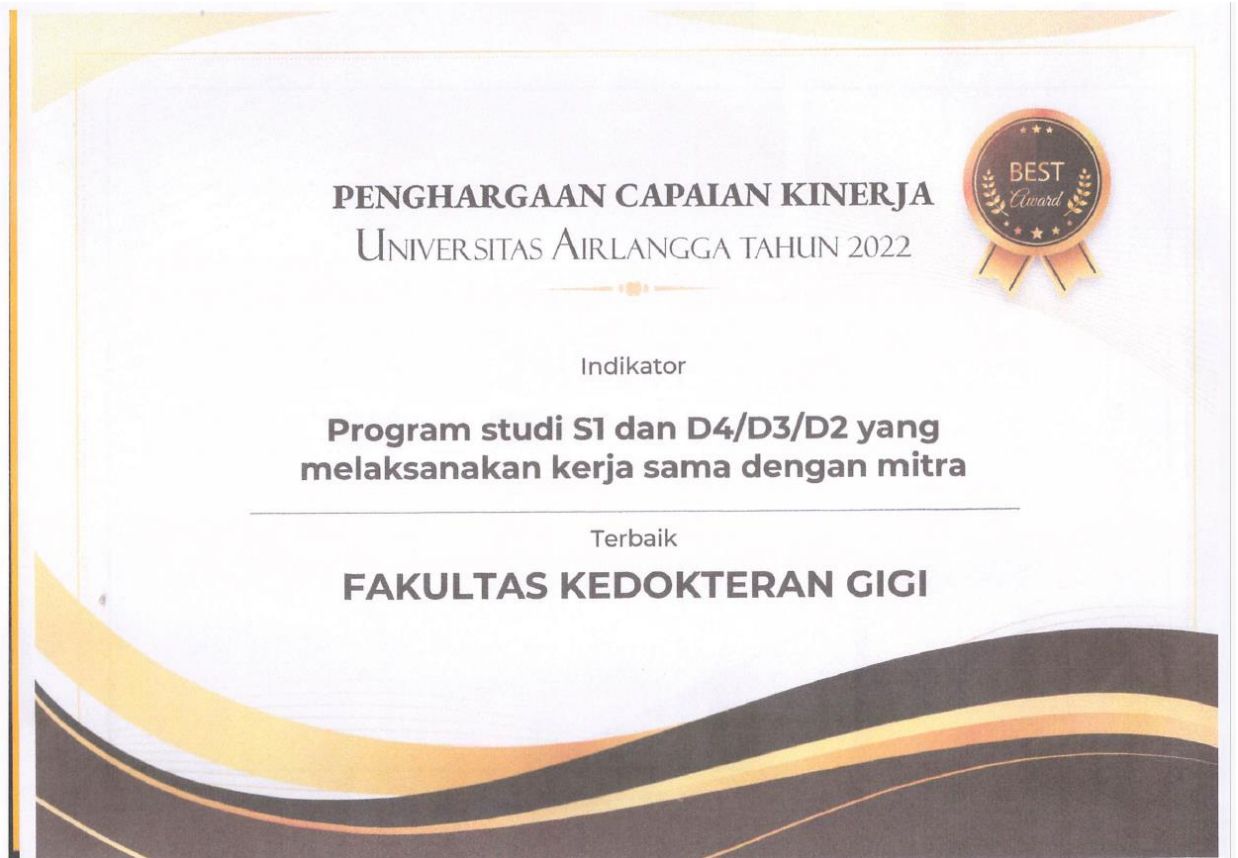 PENGHARGAAN CAPAIAN KINERJA
UNIVERSITAS AIRLANGGA TAHUN 2022
BEST
Award
Indikator
Program studi S1 dan D4/D3/D2 yang
melaksanakan kerja sama dengan mitra
Terbaik
FAKULTAS KEDOKTERAN GIGI